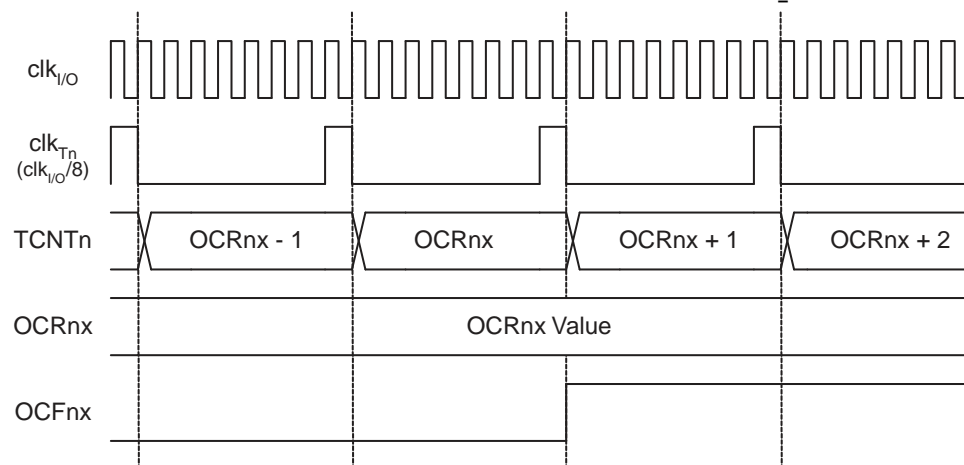 clkI/O
clkTn
(clkI/O/8)
TCNTn OCRnx - 1 OCRnx OCRnx + 1 OCRnx + 2
OCRnx OCRnx Value
OCFnx